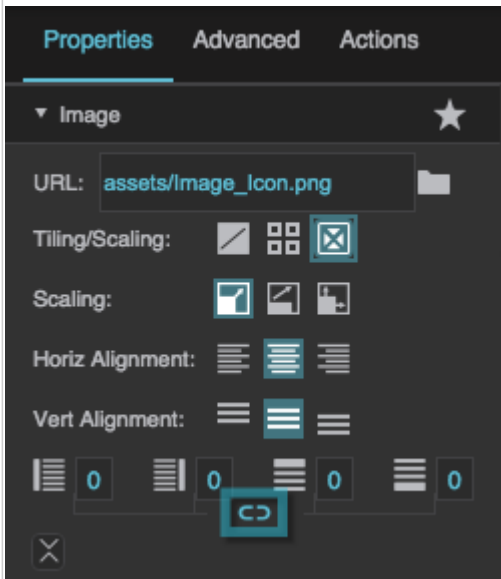 Properties Advanced Actions
Image
URL: assets/Image_Icon.png
Tiling/Scaling:
Scaling:
Horiz Alignment:
Vert Alignment:
0 0 0 0